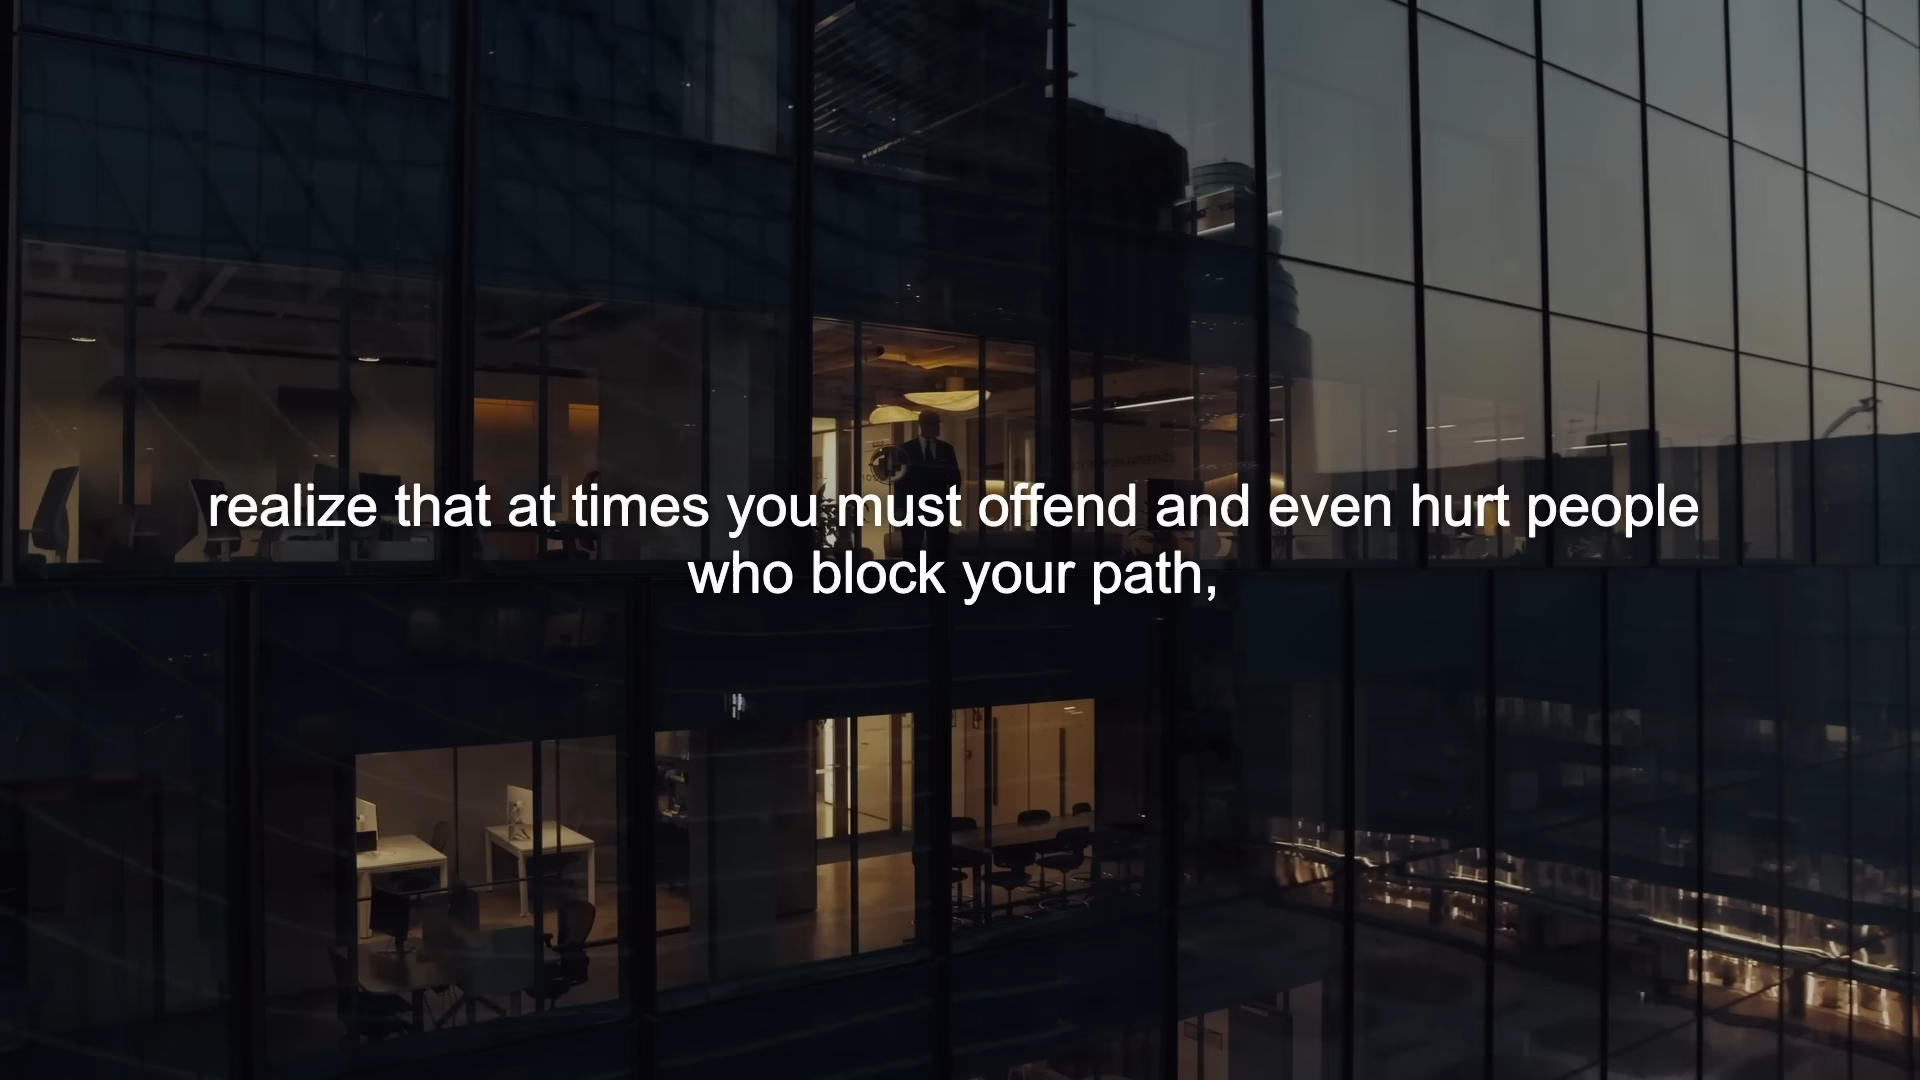 realize that at times you must offend and even hurt people
who block your path,